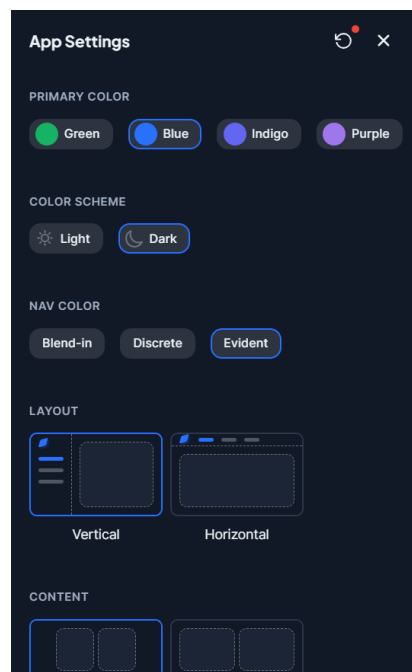 App Settings
PRIMARY COLOR
Green Blue Indigo Purple
COLOR SCHEME
Light Dark
NAV COLOR
Blend-in Discrete Evident
LAYOUT
Vertical Horizontal
CONTENT